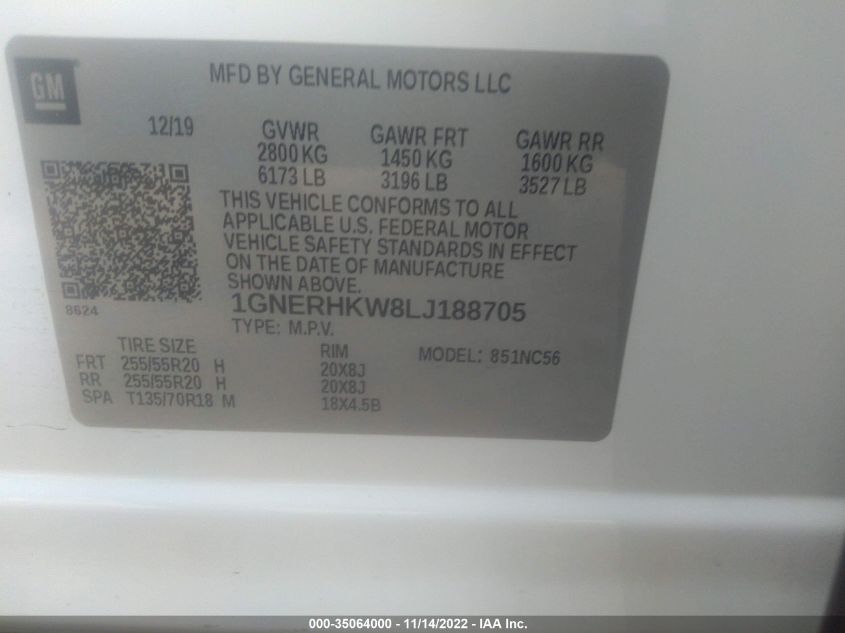 GM
MFD BY GENERAL MOTORS LLC
12/19 GVWR GAWR FRT GAWR RR
2800 KG 1450 KG 1600 KG
6173 LB 3196 LB 3527 LB
THIS VEHICLE CONFORMS TO ALL
APPLICABLE U.S. FEDERAL MOTOR
VEHICLE SAFETY STANDARDS IN EFFECT
ON THE DATE OF MANUFACTURE
SHOWN ABOVE.
1GNERHKW8LJ188705
8624
TYPE: M.P.V.
TIRE SIZE RIM MODEL: 851NC56
FRT 255/55R20 H 20X8J
RR 255/55R20 H 20X8J
SPA T135/70R18 M 18X4.5B
000-35064000 - 11/14/2022 - IAA Inc.